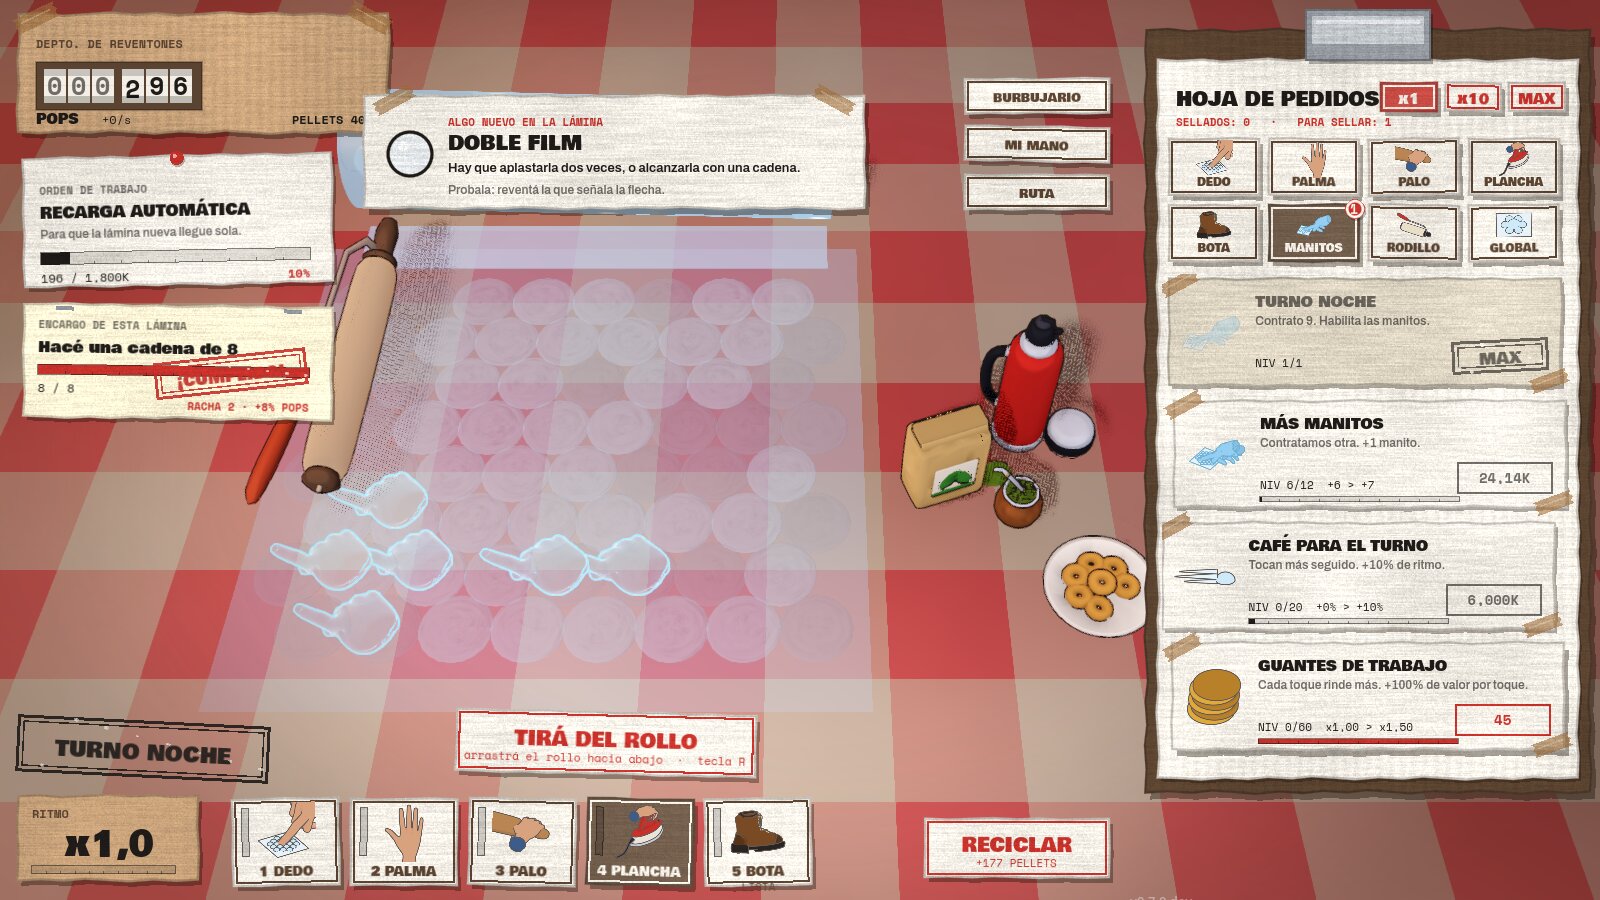 DEPTO. DE REVENTONES
000296
POPS +0/s PELLETS 40
ORDEN DE TRABAJO
RECARGA AUTOMÁTICA
Para que la lámina nueva llegue sola.
196 / 1,800K 10%
ENCARGO DE ESTA LÁMINA
Hacé una cadena de 8
8 / 8
RACHA 2 · +8% POPS
ALGO NUEVO EN LA LÁMINA
DOBLE FILM
Hay que aplastarla dos veces, o alcanzarla con una cadena.
Probala: reventá la que señala la flecha.
BURBUJARIO
MI MANO
RUTA
HOJA DE PEDIDOS x1 x10 MAX
SELLADOS: 0 · PARA SELLAR: 1
DEDO PALMA PALO PLANCHA
1
BOTA MANITOS RODILLO GLOBAL
TURNO NOCHE
Contrato 9. Habilita las manitos.
NIV 1/1
MAX
MÁS MANITOS
Contratamos otra. +1 manito.
NIV 6/12 +6 > +7
24,14K
CAFÉ PARA EL TURNO
Tocan más seguido. +10% de ritmo.
NIV 0/20 +0% > +10%
6,000K
GUANTES DE TRABAJO
Cada toque rinde más. +100% de valor por toque.
NIV 0/60 x1,00 > x1,50
45
TURNO NOCHE
TIRÁ DEL ROLLO
arrastrá el rollo hacia abajo · tecla R
RITMO
x1,0
1 DEDO
2 PALMA
3 PALO
4 PLANCHA
5 BOTA
LISTA
RECICLAR
+177 PELLETS